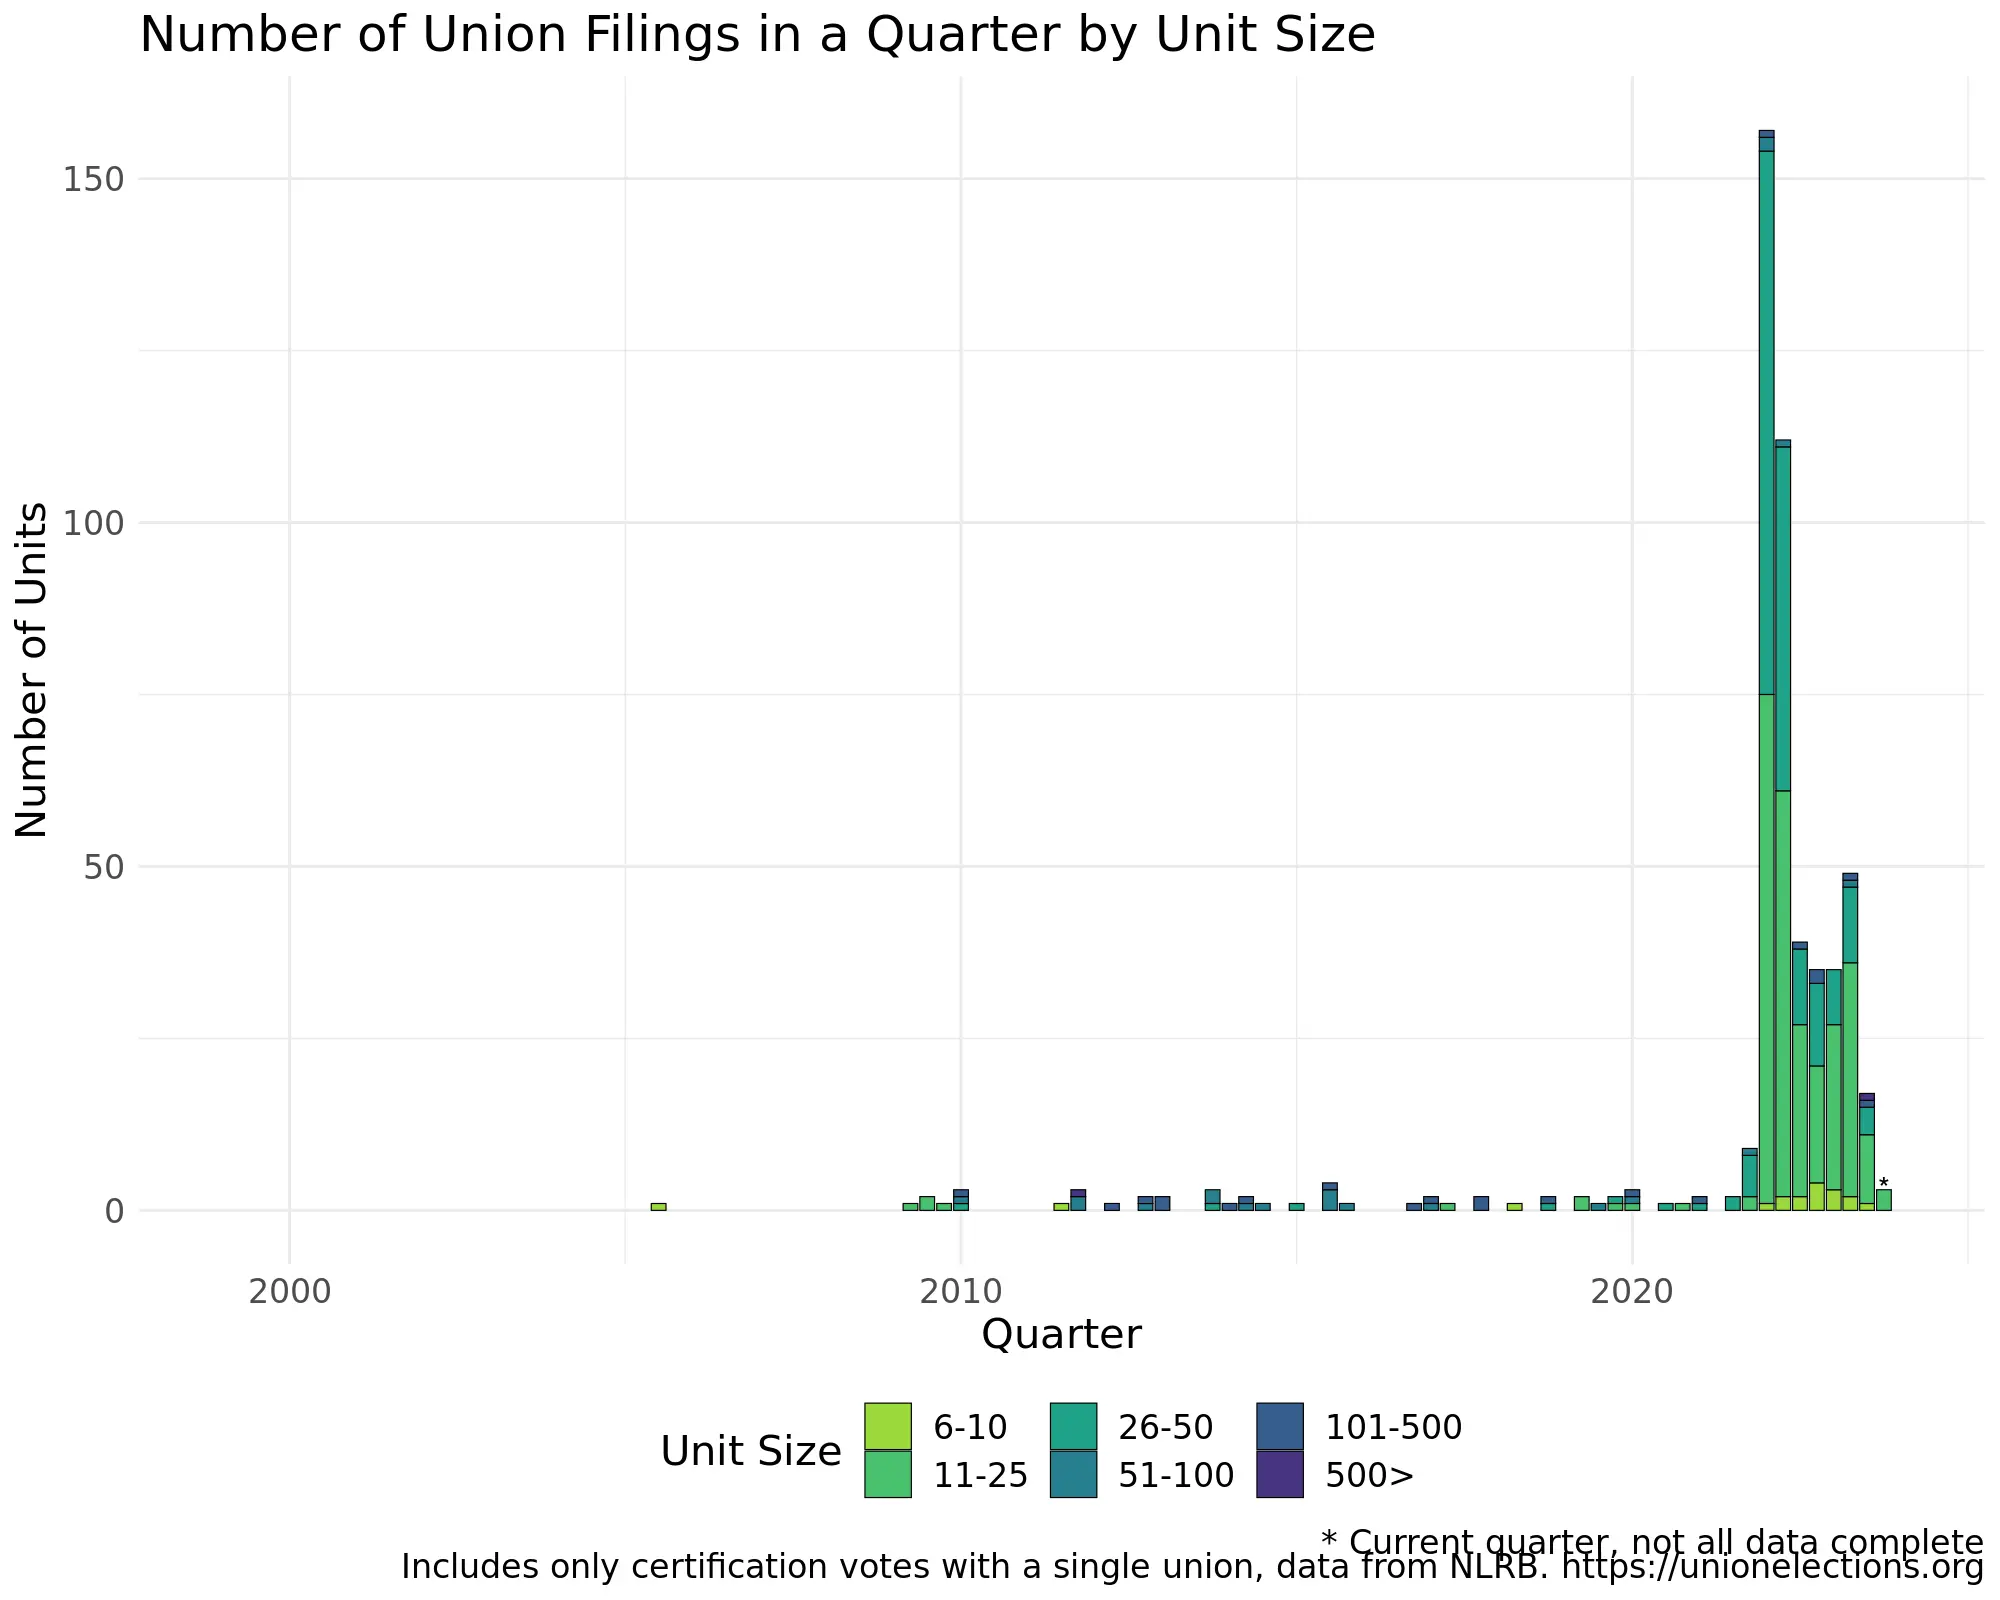 Number of Union Filings in a Quarter by Unit Size
Number of Units
150
100
50
0
*
2000 2010 2020
Quarter
Unit Size
6-10 26-50 101-500
11-25 51-100 500>
* Current quarter, not all data complete
Includes only certification votes with a single union, data from NLRB. https://unionelections.org